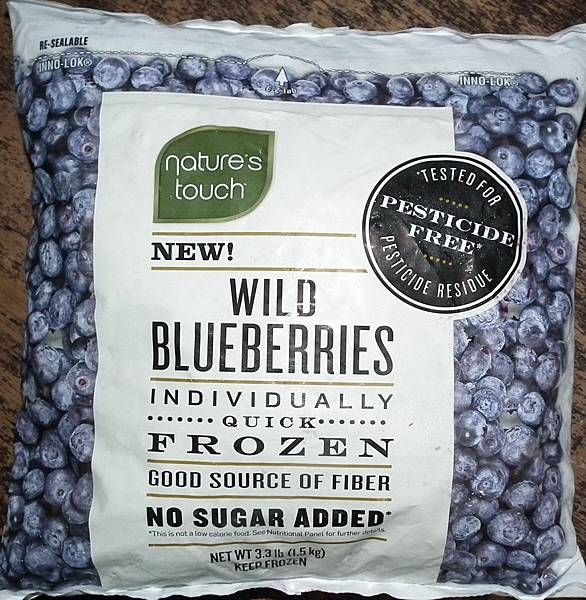 RE-SEALABLE
INNO-LOK®
INNO-LOK®
nature's
touch
TESTED FOR
PESTICIDE
FREE*
PESTICIDE RESIDUE
NEW!
WILD
BLUEBERRIES
INDIVIDUALLY
QUICK
FROZEN
GOOD SOURCE OF FIBER
NO SUGAR ADDED*
*This is not a low calorie food. See Nutritional Panel for further details.
NET WT 3.3 lb (1.5 kg)
KEEP FROZEN